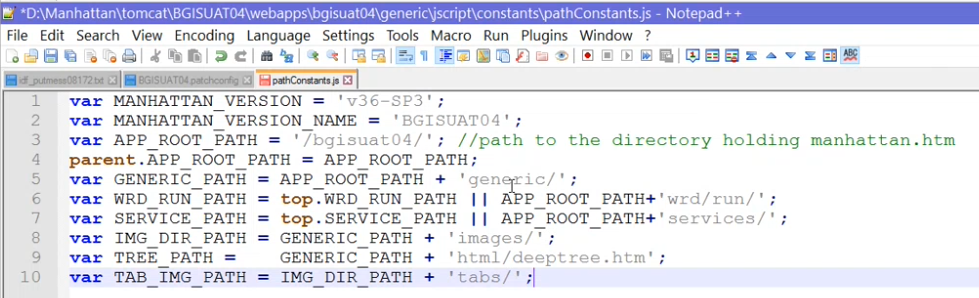 *D:\Manhattan\tomcat\BGISUAT04\webapps\bgisuat04\generic\jscript\constants\pathConstants.js - Notepad++
File Edit Search View Encoding Language Settings Tools Macro Run Plugins Window ?
idf_putmess08172.txt BGISUAT04.patchconfig pathConstants.js
1 var MANHATTAN_VERSION = 'v36-SP3';
2 var MANHATTAN_VERSION_NAME = 'BGISUAT04';
3 var APP_ROOT_PATH = '/bgisuat04/'; //path to the directory holding manhattan.htm
4 parent.APP_ROOT_PATH = APP_ROOT_PATH;
5 var GENERIC_PATH = APP_ROOT_PATH + 'generic/';
6 var WRD_RUN_PATH = top.WRD_RUN_PATH || APP_ROOT_PATH+'wrd/run/';
7 var SERVICE_PATH = top.SERVICE_PATH || APP_ROOT_PATH+'services/';
8 var IMG_DIR_PATH = GENERIC_PATH + 'images/';
9 var TREE_PATH =    GENERIC_PATH + 'html/deeptree.htm';
10 var TAB_IMG_PATH = IMG_DIR_PATH + 'tabs/';